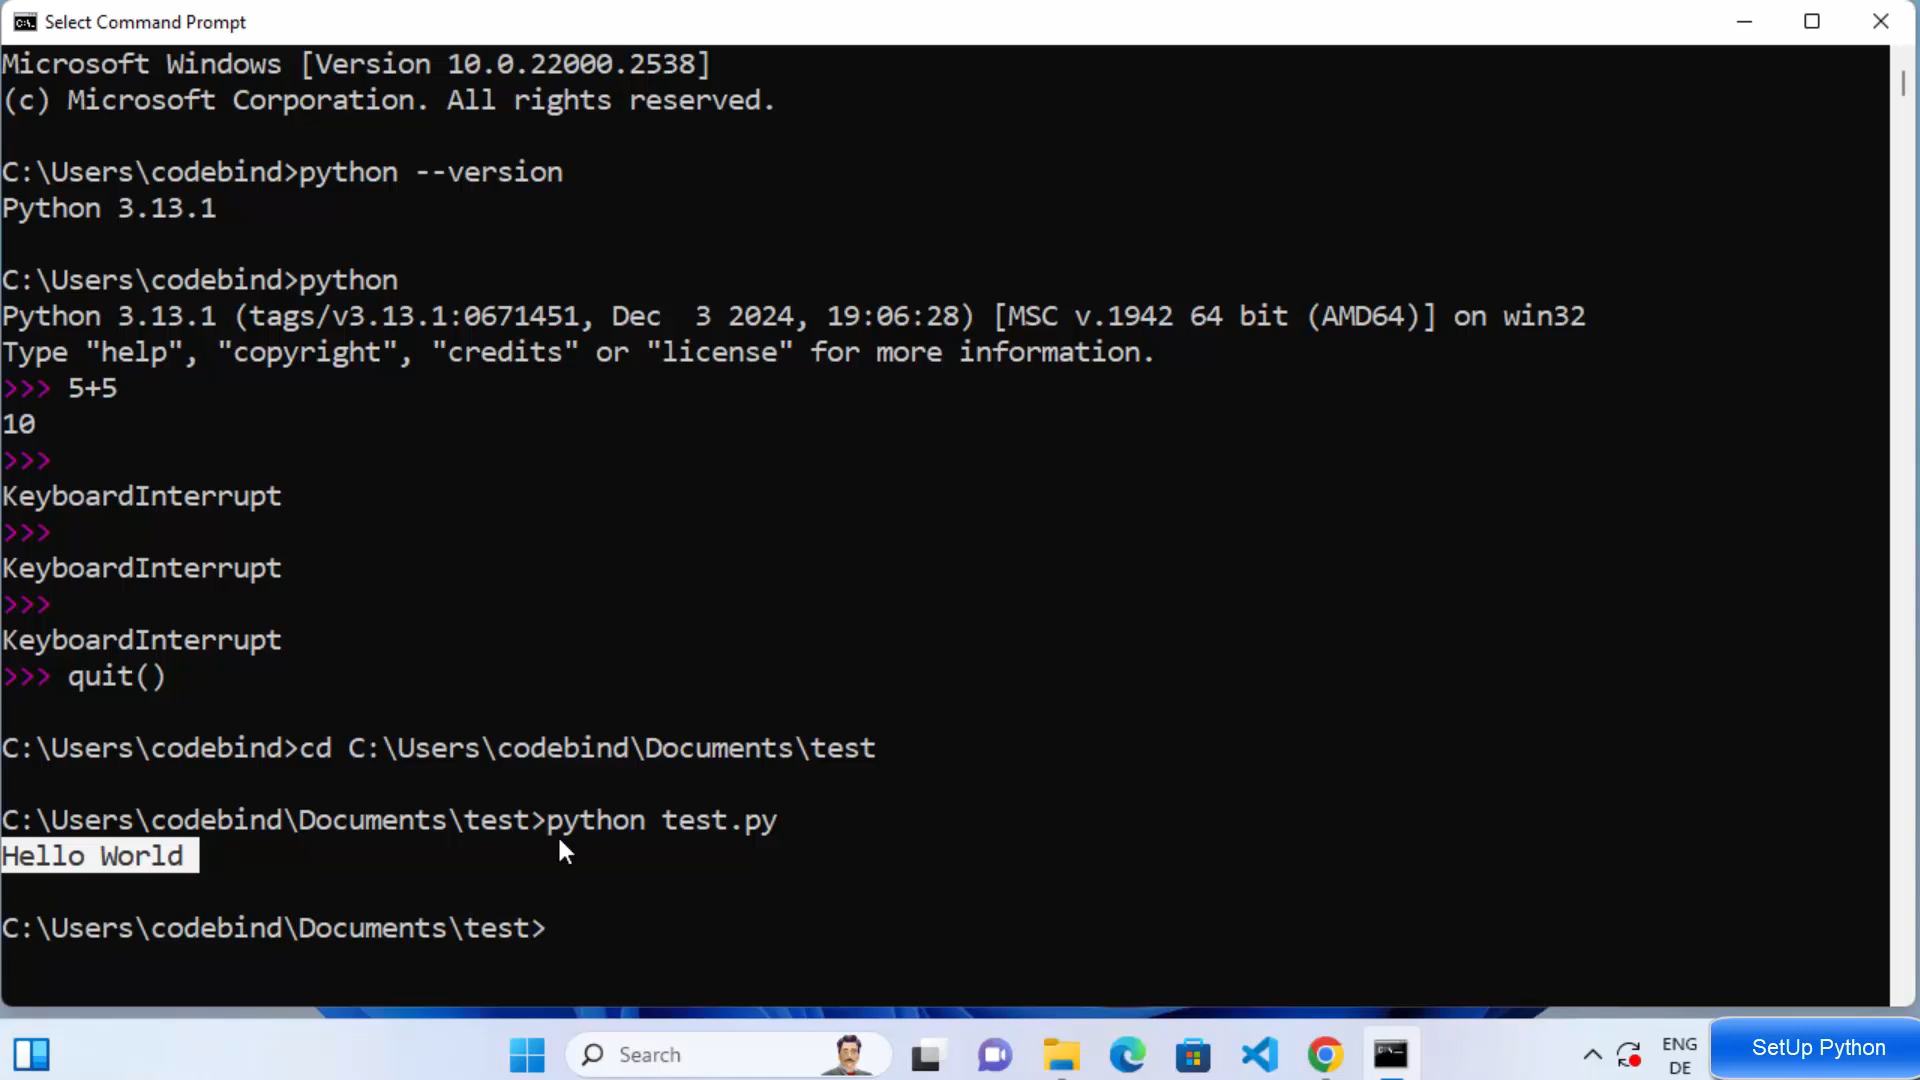 Select Command Prompt
Microsoft Windows [Version 10.0.22000.2538]
(c) Microsoft Corporation. All rights reserved.
C:\Users\codebind>python --version
Python 3.13.1
C:\Users\codebind>python
Python 3.13.1 (tags/v3.13.1:0671451, Dec  3 2024, 19:06:28) [MSC v.1942 64 bit (AMD64)] on win32
Type "help", "copyright", "credits" or "license" for more information.
>>> 5+5
10
>>>
KeyboardInterrupt
>>>
KeyboardInterrupt
>>>
KeyboardInterrupt
>>> quit()
C:\Users\codebind>cd C:\Users\codebind\Documents\test
C:\Users\codebind\Documents\test>python test.py
Hello World
C:\Users\codebind\Documents\test>
Search
ENG
DE
SetUp Python